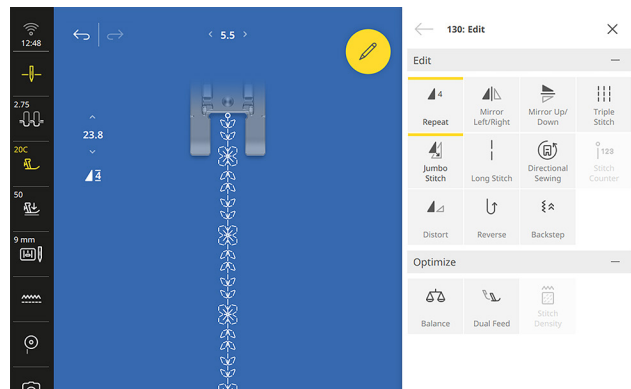 12:48
2.75
20C
50
9 mm
5.5
23.8
4
130: Edit
Edit
4
Repeat
Mirror
Left/Right
Mirror Up/
Down
Triple
Stitch
Jumbo
Stitch
Long Stitch
Directional
Sewing
123
Stitch
Counter
Distort
Reverse
Backstep
Optimize
Balance
Dual Feed
Stitch
Density